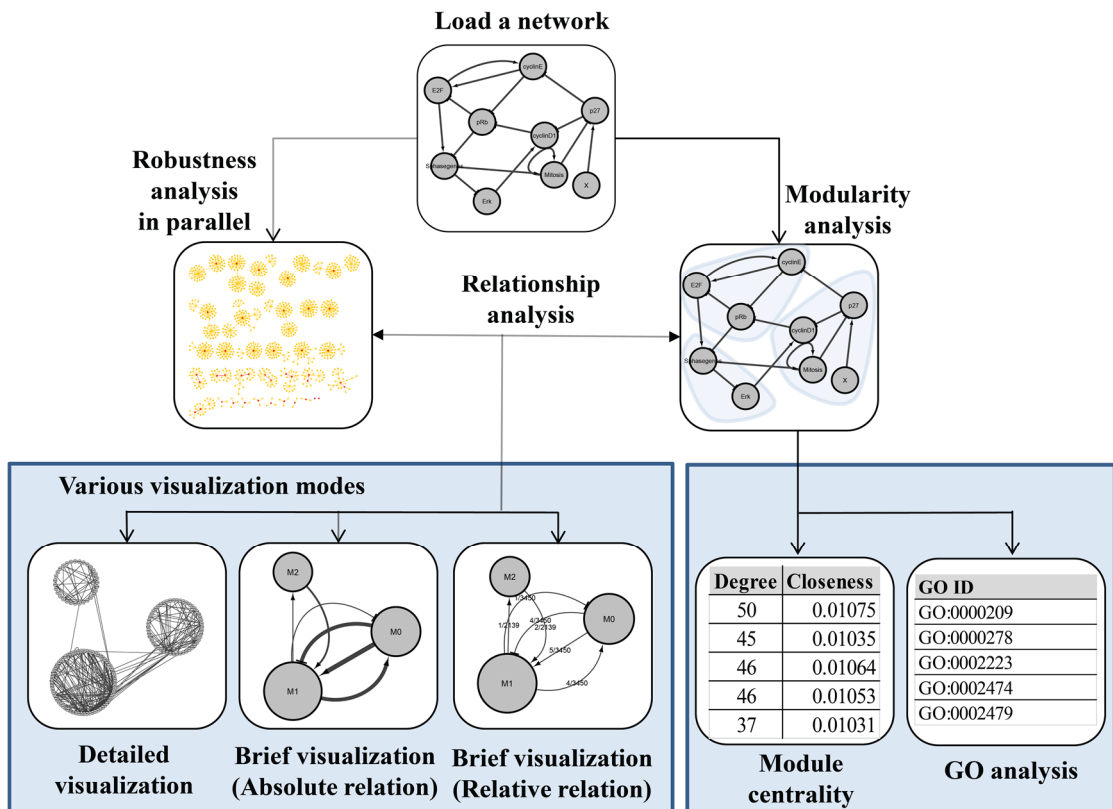 Load a network
cyclinE
E2F
p27
pRb
cyclinD1
Sphasegenes
Mitosis
X
Erk
Robustness
analysis
in parallel
Modularity
analysis
Relationship
analysis
cyclinE
E2F
p27
pRb
cyclinD1
Sphasegenes
Mitosis
X
Erk
Various visualization modes
M2
M0
M1
M2
1/3450
M0
4/3450
1/2139
2/2139
5/3450
M1
4/3450
Detailed
visualization
Brief visualization
(Absolute relation)
Brief visualization
(Relative relation)
Degree Closeness
50 0.01075
45 0.01035
46 0.01064
46 0.01053
37 0.01031
Module
centrality
GO ID
GO:0000209
GO:0000278
GO:0002223
GO:0002474
GO:0002479
GO analysis